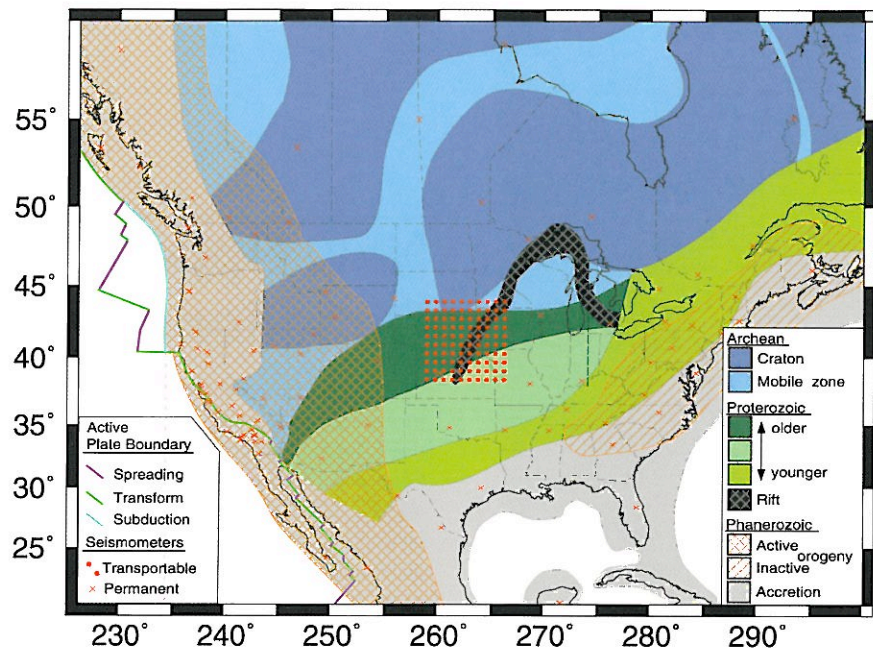 55°
50°
45°
40°
35°
30°
25°
230° 240° 250° 260° 270° 280° 290°
Active
Plate Boundary
Spreading
Transform
Subduction
Seismometers
Transportable
Permanent
Archean
Craton
Mobile zone
Proterozoic
older
younger
Rift
Phanerozoic
Active
orogeny
Inactive
Accretion